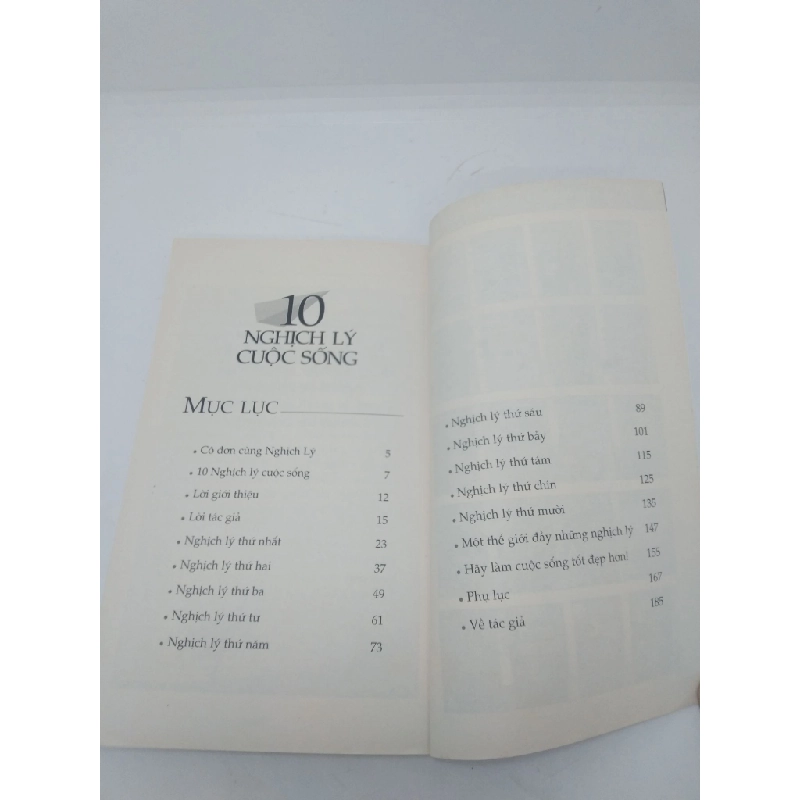 10
NGHỊCH LÝ
CUỘC SỐNG
MỤC LỤC
• Cô đơn cùng Nghịch Lý 5
• 10 Nghịch lý cuộc sống 7
• Lời giới thiệu 12
• Lời tác giả 15
• Nghịch lý thứ nhất 23
• Nghịch lý thứ hai 37
• Nghịch lý thứ ba 49
• Nghịch lý thứ tư 61
• Nghịch lý thứ năm 73
• Nghịch lý thứ sáu 89
• Nghịch lý thứ bảy 101
• Nghịch lý thứ tám 115
• Nghịch lý thứ chín 125
• Nghịch lý thứ mười 135
• Một thế giới đầy những nghịch lý 147
• Hãy làm cuộc sống tốt đẹp hơn! 155
• Phụ lục 167
• Về tác giả 185